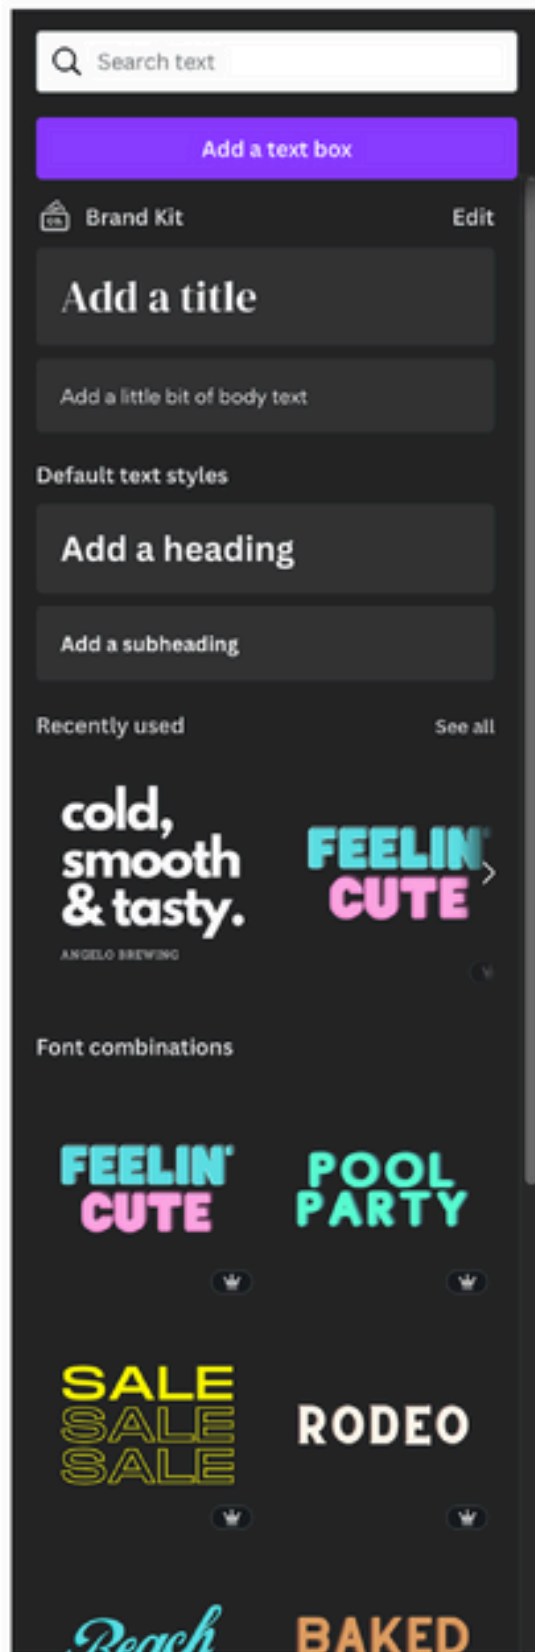 Search text
Add a text box
Brand Kit
Edit
Add a title
Add a little bit of body text
Default text styles
Add a heading
Add a subheading
Recently used
See all
cold,
smooth
& tasty.
ANGELO BREWING
FEELIN'
CUTE
Font combinations
FEELIN'
CUTE
POOL
PARTY
SALE
SALE
SALE
RODEO
Beach
BAKED